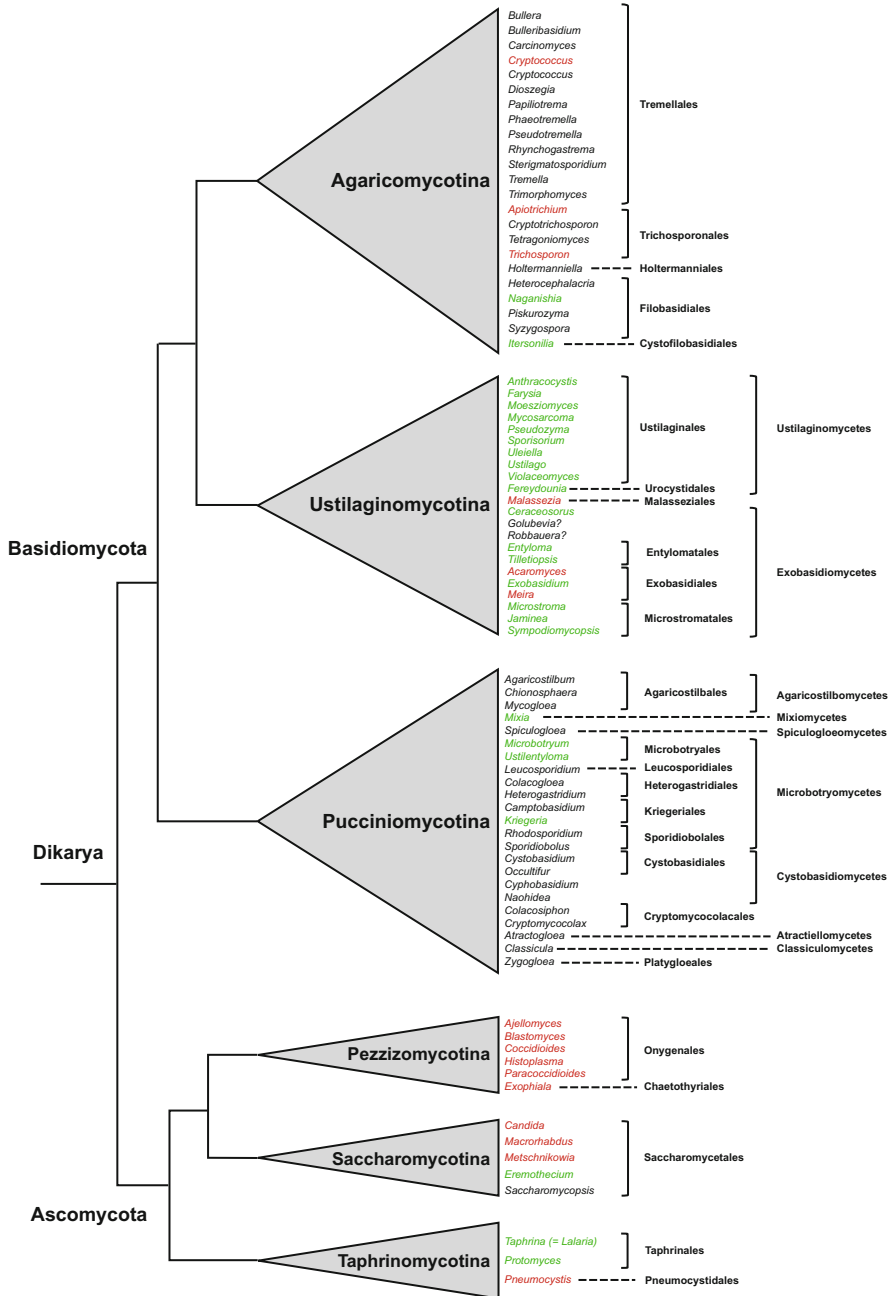 Dikarya
Basidiomycota
Agaricomycotina
Bullera
Bulleribasidium
Carcinomyces
Cryptococcus
Cryptococcus
Dioszegia
Papiliotrema
Phaeotremella
Pseudotremella
Rhynchogastrema
Sterigmatosporidium
Tremella
Trimorphomyces
Tremellales
Apiotrichium
Cryptotrichosporon
Tetragoniomyces
Trichosporon
Trichosporonales
Holtermanniella
Holtermanniales
Heterocephalacria
Naganishia
Piskurozyma
Syzygospora
Filobasidiales
Itersonilia
Cystofilobasidiales
Ustilaginomycotina
Anthracocystis
Farysia
Moesziomyces
Mycosarcoma
Pseudozyma
Sporisorium
Uleiella
Ustilago
Violaceomyces
Ustilaginales
Fereydounia
Urocystidales
Ustilaginomycetes
Malassezia
Malasseziales
Ceraceosorus
Golubevia?
Robbauera?
Entyloma
Tilletiopsis
Entylomatales
Acaromyces
Exobasidium
Meira
Exobasidiales
Microstroma
Jaminea
Sympodiomycopsis
Microstromatales
Exobasidiomycetes
Pucciniomycotina
Agaricostilbum
Chionosphaera
Mycogloea
Agaricostilbales
Agaricostilbomycetes
Mixia
Mixiomycetes
Spiculogloea
Spiculogloeomycetes
Microbotryum
Ustilentyloma
Microbotryales
Leucosporidium
Leucosporidiales
Colacogloea
Heterogastridium
Heterogastridiales
Camptobasidium
Kriegeria
Kriegeriales
Rhodosporidium
Sporidiobolus
Sporidiobolales
Microbotryomycetes
Cystobasidium
Occultifur
Cystobasidiales
Cyphobasidium
Naohidea
Cystobasidiomycetes
Colacosiphon
Cryptomycocolax
Cryptomycocolacales
Atractogloea
Atractiellomycetes
Classicula
Classiculomycetes
Zygogloea
Platygloeales
Ascomycota
Pezzizomycotina
Ajellomyces
Blastomyces
Coccidioides
Histoplasma
Paracoccidioides
Onygenales
Exophiala
Chaetothyriales
Saccharomycotina
Candida
Macrorhabdus
Metschnikowia
Eremothecium
Saccharomycopsis
Saccharomycetales
Taphrinomycotina
Taphrina (= Lalaria)
Protomyces
Taphrinales
Pneumocystis
Pneumocystidales